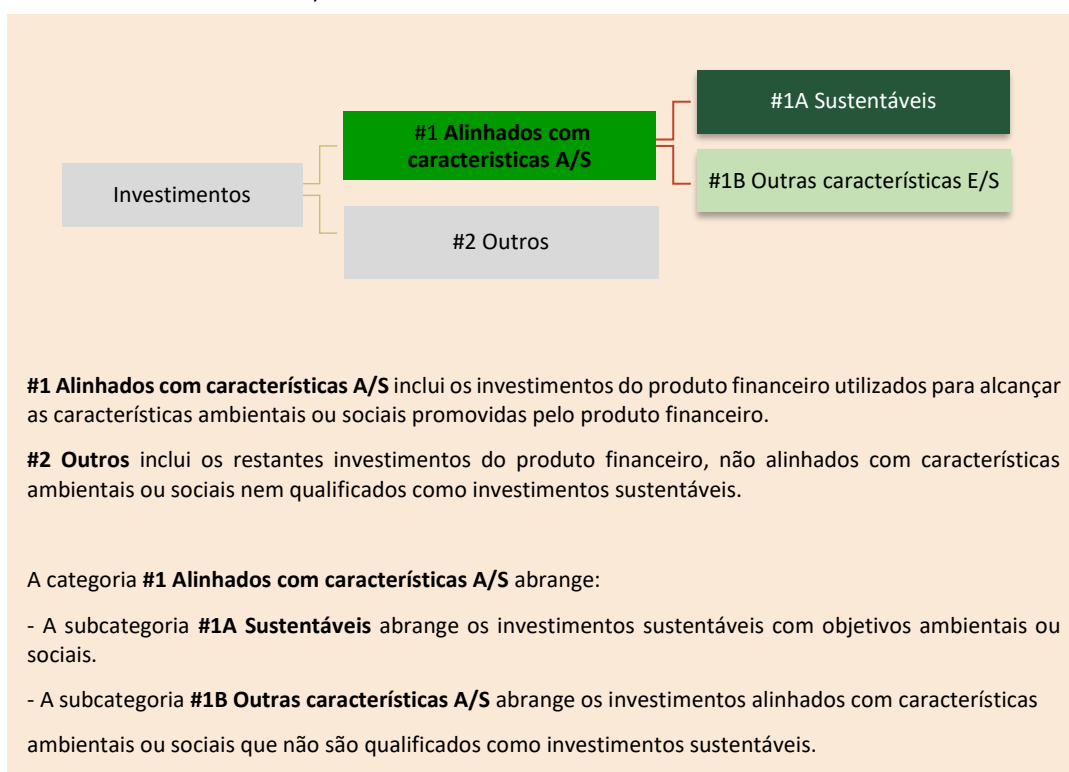 #1A Sustentáveis
#1 Alinhados com
caracteristicas A/S
#1B Outras características E/S
Investimentos
#2 Outros
#1 Alinhados com características A/S inclui os investimentos do produto financeiro utilizados para alcançar
as características ambientais ou sociais promovidas pelo produto financeiro.
#2 Outros inclui os restantes investimentos do produto financeiro, não alinhados com características
ambientais ou sociais nem qualificados como investimentos sustentáveis.
A categoria #1 Alinhados com características A/S abrange:
- A subcategoria #1A Sustentáveis abrange os investimentos sustentáveis com objetivos ambientais ou
sociais.
- A subcategoria #1B Outras características A/S abrange os investimentos alinhados com características
ambientais ou sociais que não são qualificados como investimentos sustentáveis.